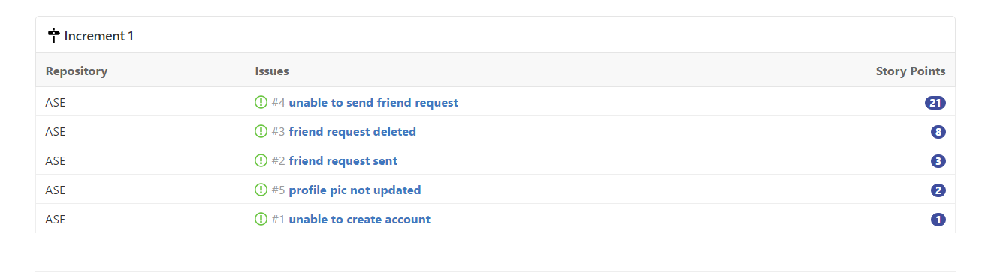 Increment 1
Repository Issues Story Points
ASE #4 unable to send friend request 21
ASE #3 friend request deleted 8
ASE #2 friend request sent 3
ASE #5 profile pic not updated 2
ASE #1 unable to create account 1